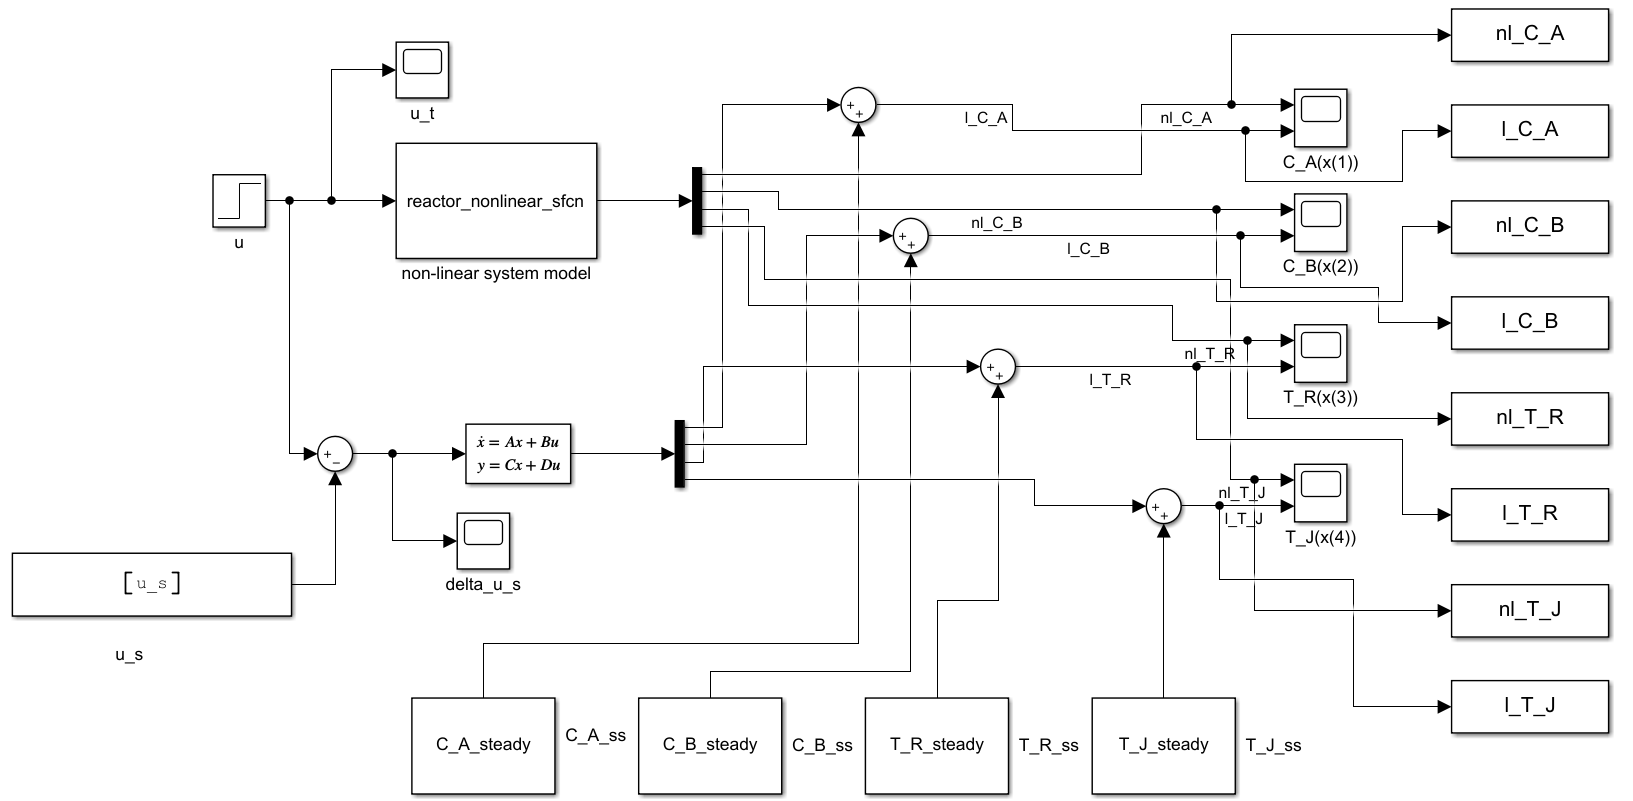 nl_C_A
u_t
+
+
l_C_A
nl_C_A
l_C_A
C_A(x(1))
reactor_nonlinear_sfcn
u
non-linear system model
+
+
nl_C_B
l_C_B
nl_C_B
C_B(x(2))
l_C_B
+
+
nl_T_R
l_T_R
T_R(x(3))
nl_T_R
+
−
ẋ = Ax + Bu
y = Cx + Du
+
+
nl_T_J
l_T_J
T_J(x(4))
l_T_R
[u_s]
delta_u_s
nl_T_J
u_s
l_T_J
C_A_steady
C_A_ss
C_B_steady
C_B_ss
T_R_steady
T_R_ss
T_J_steady
T_J_ss